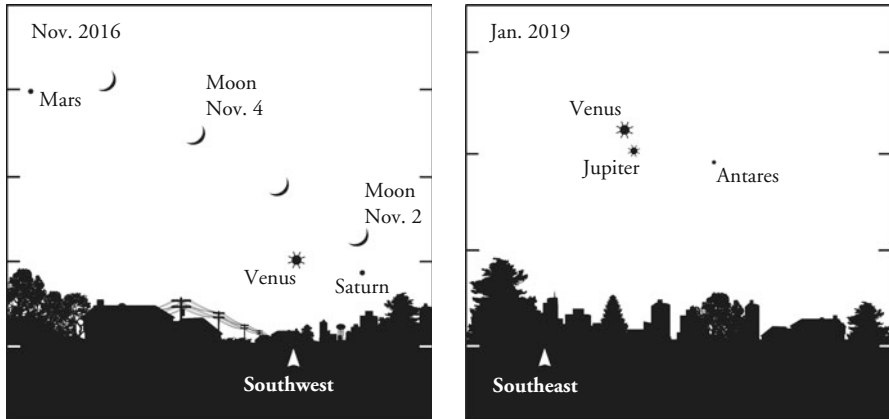 Nov. 2016
Mars
Moon
Nov. 4
Moon
Nov. 2
Venus
Saturn
Southwest
Jan. 2019
Venus
Jupiter
Antares
Southeast